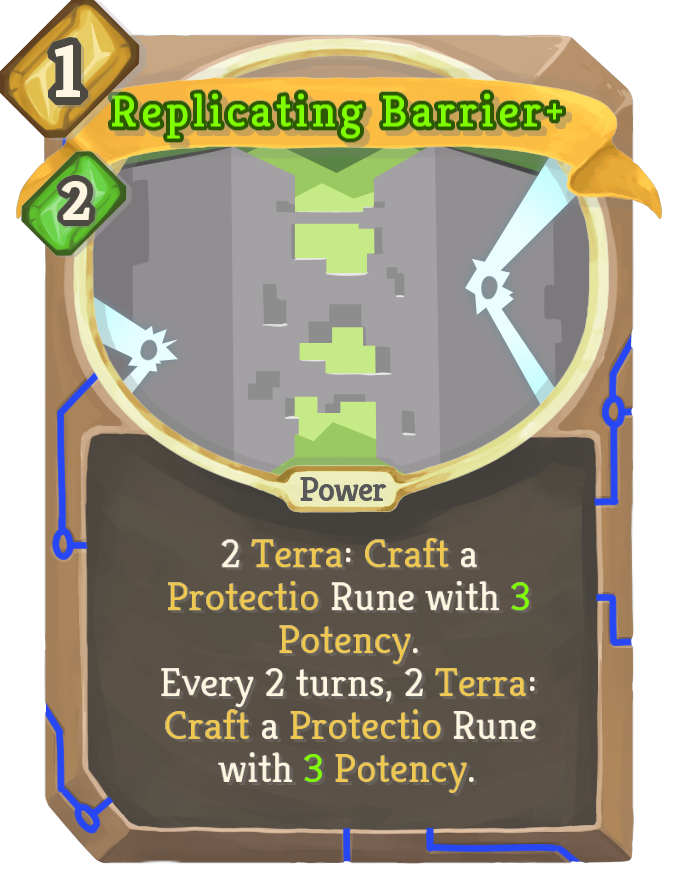 1
Replicating Barrier+
2
Power
2 Terra: Craft a
Protectio Rune with 3
Potency.
Every 2 turns, 2 Terra:
Craft a Protectio Rune
with 3 Potency.